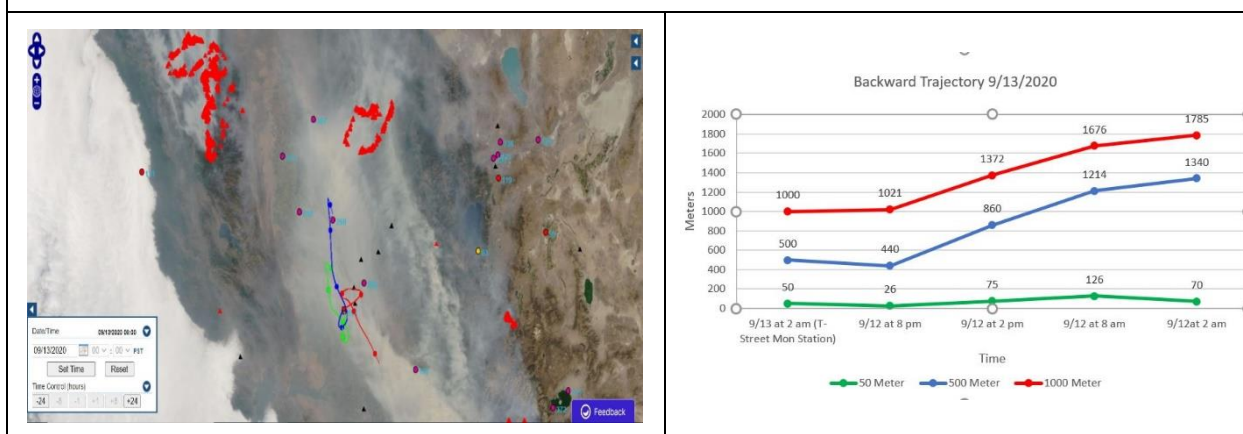 Date/Time:
09/13/2020 00:00
09/13/2020
00
:
00
PST
Set Time
Reset
Time Control (hours)
-24
-8
-1
+1
+8
+24
Feedback
Backward Trajectory 9/13/2020
2000
1800
1600
1400
1200
1000
800
600
400
200
0
Meters
1000
1021
1372
1676
1785
500
440
860
1214
1340
50
26
75
126
70
9/13 at 2 am (T-
Street Mon Station)
9/12 at 8 pm
9/12 at 2 pm
9/12 at 8 am
9/12at 2 am
Time
50 Meter
500 Meter
1000 Meter